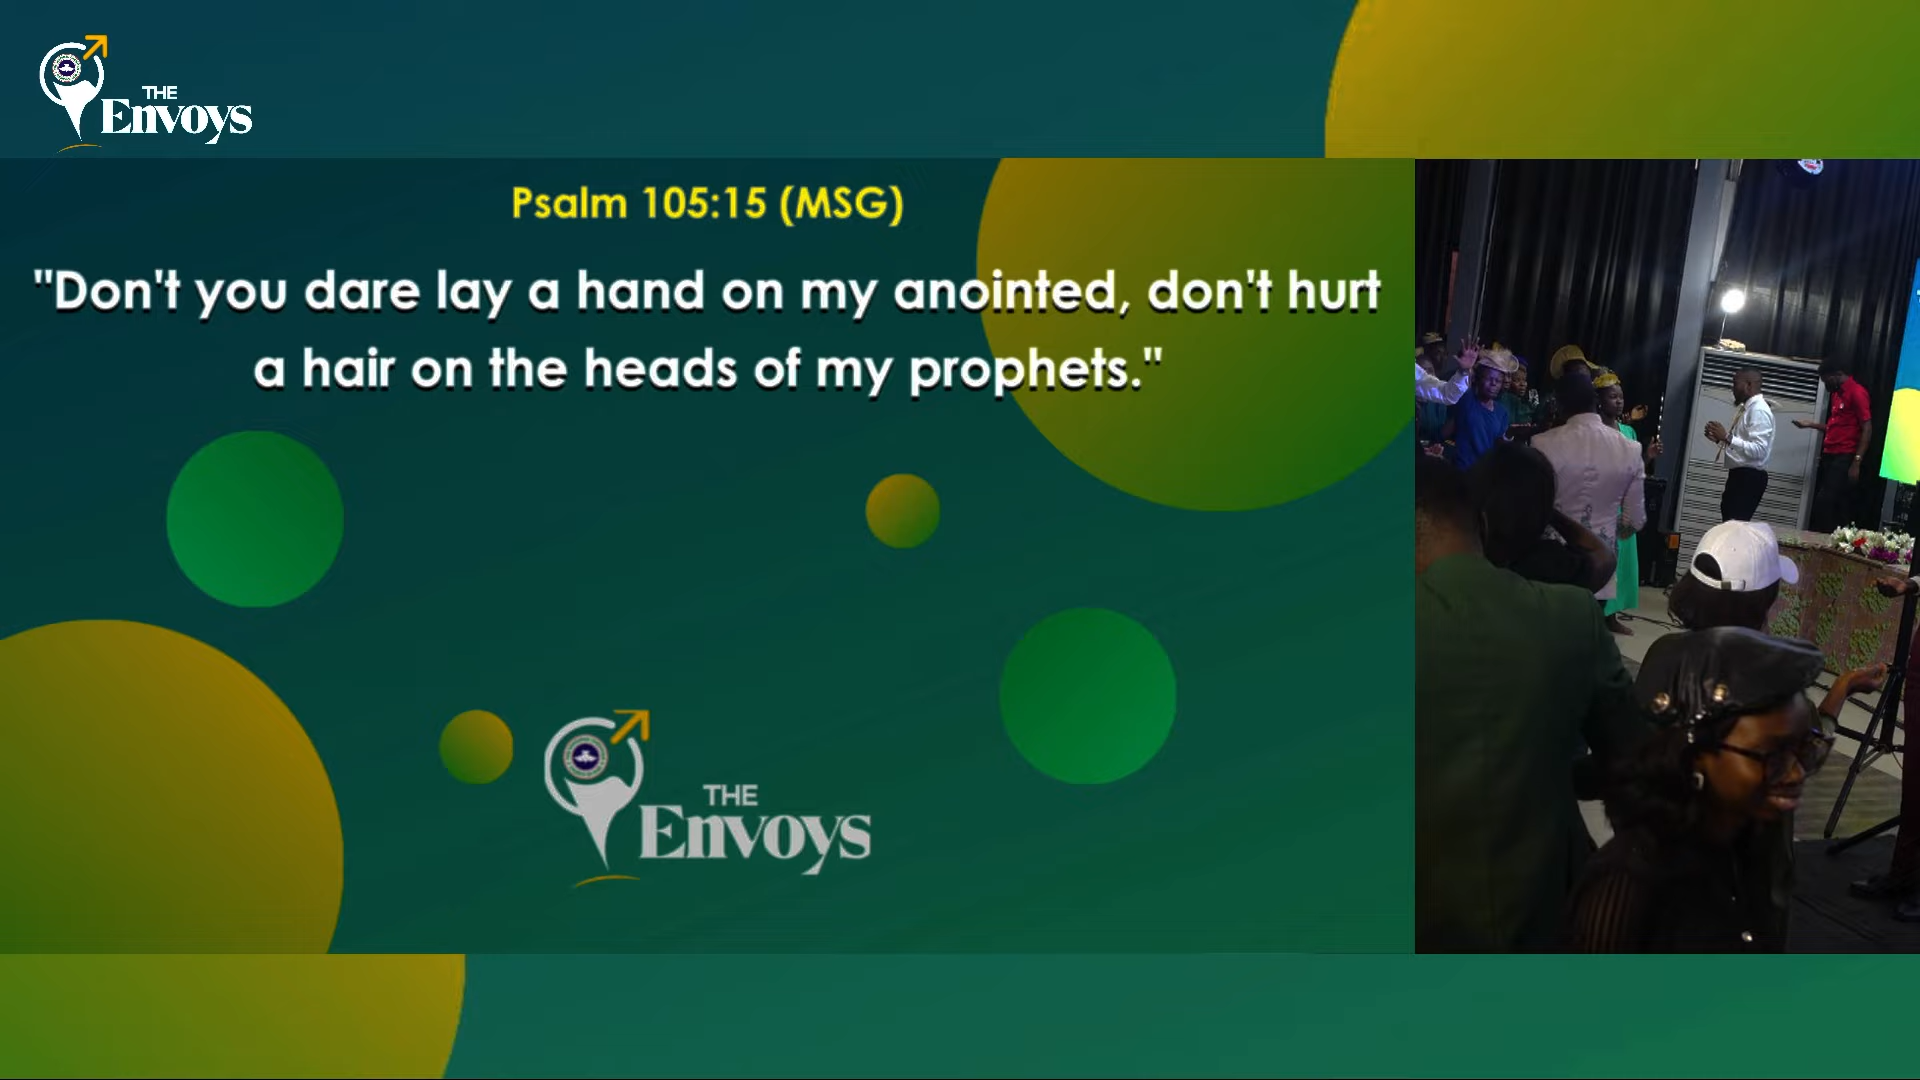 THE
Envoys
Psalm 105:15 (MSG)
"Don't you dare lay a hand on my anointed, don't hurt
a hair on the heads of my prophets."
THE
Envoys